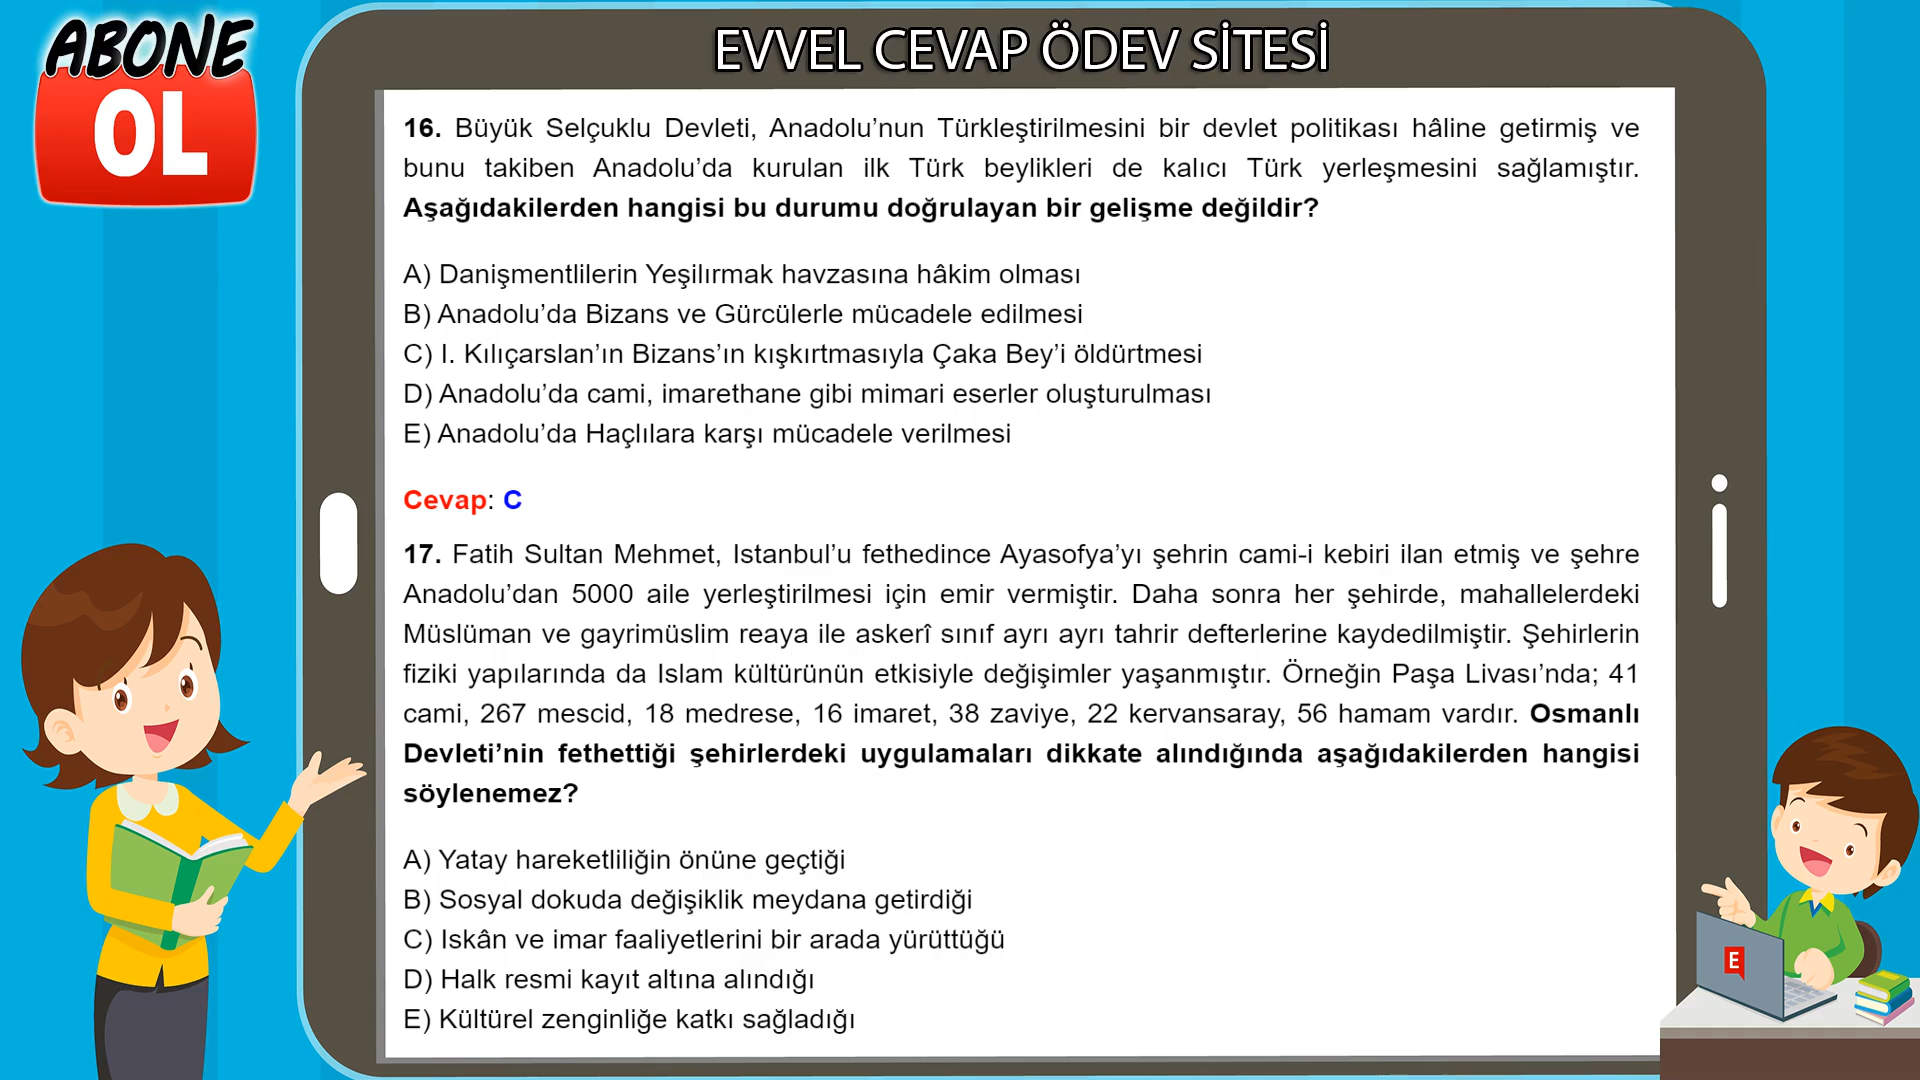 ABONE
OL
EVVEL CEVAP ÖDEV SİTESİ
16. Büyük Selçuklu Devleti, Anadolu’nun Türkleştirilmesini bir devlet politikası hâline getirmiş ve
bunu takiben Anadolu’da kurulan ilk Türk beylikleri de kalıcı Türk yerleşmesini sağlamıştır.
Aşağıdakilerden hangisi bu durumu doğrulayan bir gelişme değildir?
A) Danişmentlilerin Yeşilırmak havzasına hâkim olması
B) Anadolu’da Bizans ve Gürcülerle mücadele edilmesi
C) I. Kılıçarslan’ın Bizans’ın kışkırtmasıyla Çaka Bey’i öldürtmesi
D) Anadolu’da cami, imarethane gibi mimari eserler oluşturulması
E) Anadolu’da Haçlılara karşı mücadele verilmesi
Cevap: C
17. Fatih Sultan Mehmet, Istanbul’u fethedince Ayasofya’yı şehrin cami-i kebiri ilan etmiş ve şehre
Anadolu’dan 5000 aile yerleştirilmesi için emir vermiştir. Daha sonra her şehirde, mahallelerdeki
Müslüman ve gayrimüslim reaya ile askerî sınıf ayrı ayrı tahrir defterlerine kaydedilmiştir. Şehirlerin
fiziki yapılarında da Islam kültürünün etkisiyle değişimler yaşanmıştır. Örneğin Paşa Livası’nda; 41
cami, 267 mescid, 18 medrese, 16 imaret, 38 zaviye, 22 kervansaray, 56 hamam vardır. Osmanlı
Devleti’nin fethettiği şehirlerdeki uygulamaları dikkate alındığında aşağıdakilerden hangisi
söylenemez?
A) Yatay hareketliliğin önüne geçtiği
B) Sosyal dokuda değişiklik meydana getirdiği
C) Iskân ve imar faaliyetlerini bir arada yürüttüğü
D) Halk resmi kayıt altına alındığı
E) Kültürel zenginliğe katkı sağladığı
E